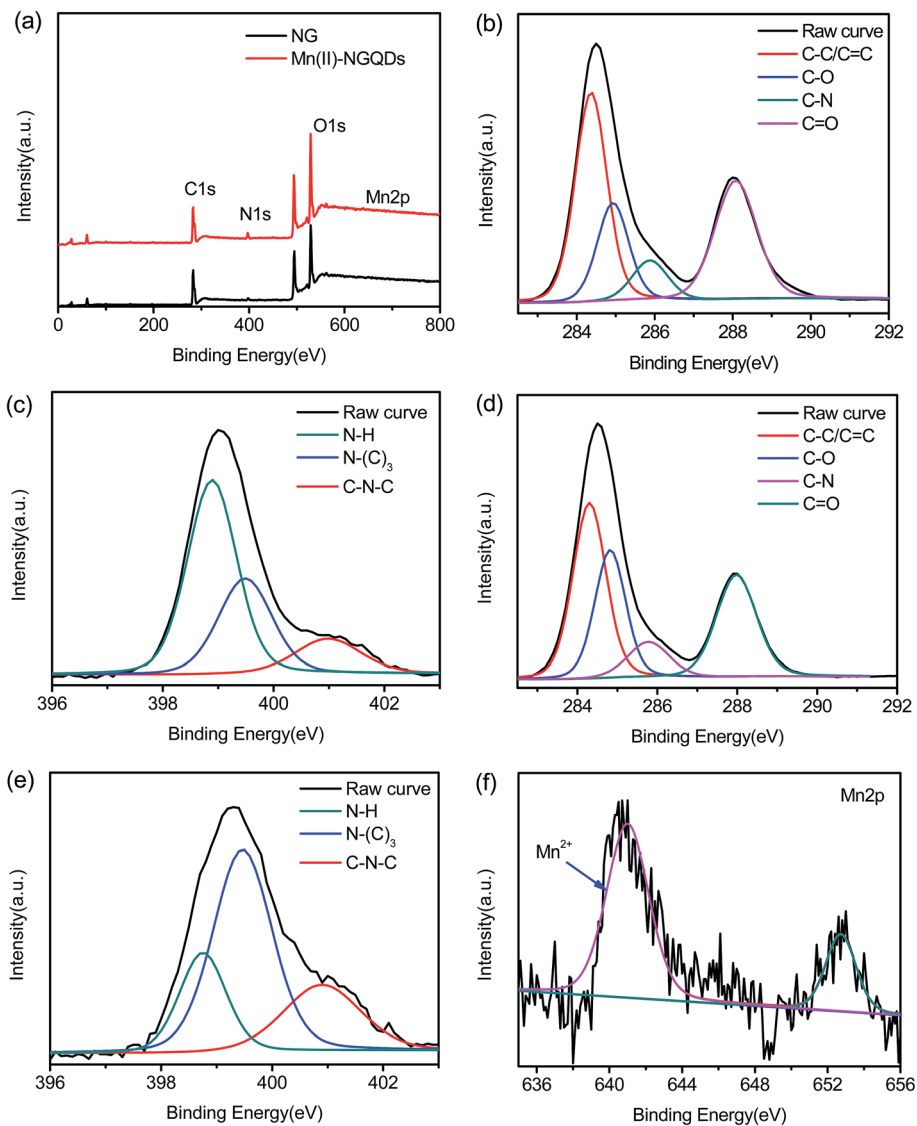 (a)
NG
Mn(II)-NGQDs
O1s
C1s
N1s
Mn2p
Intensity(a.u.)
0 200 400 600 800
Binding Energy(eV)
(b)
Raw curve
C-C/C=C
C-O
C-N
C=O
Intensity(a.u.)
284 286 288 290 292
Binding Energy(eV)
(c)
Raw curve
N-H
N-(C)₃
C-N-C
Intensity(a.u.)
396 398 400 402
Binding Energy(eV)
(d)
Raw curve
C-C/C=C
C-O
C-N
C=O
Intensity(a.u.)
284 286 288 290 292
Binding Energy(eV)
(e)
Raw curve
N-H
N-(C)₃
C-N-C
Intensity(a.u.)
396 398 400 402
Binding Energy(eV)
(f)
Mn2p
Mn²⁺
Intensity(a.u.)
636 640 644 648 652 656
Binding Energy(eV)